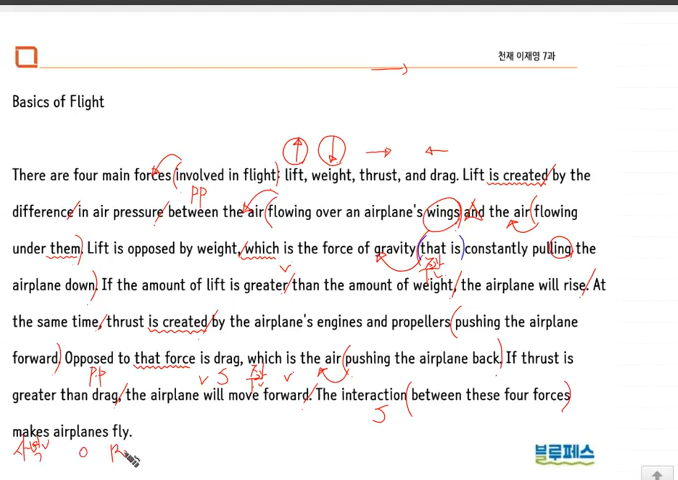 천재 이재영 7과
Basics of Flight
There are four main forces (involved in flight): lift, weight, thrust, and drag. Lift is created by the
PP
difference in air pressure between the air (flowing over an airplane's wings) and the air (flowing
under them). Lift is opposed by weight, which is the force of gravity (that is) constantly pulling the
airplane down. If the amount of lift is greater than the amount of weight, the airplane will rise. At
the same time, thrust is created by the airplane's engines and propellers (pushing the airplane
forward) Opposed to that force is drag, which is the air (pushing the airplane back. If thrust is
PP V S V
greater than drag, the airplane will move forward. The interaction (between these four forces)
S
makes airplanes fly.
O
블루페스